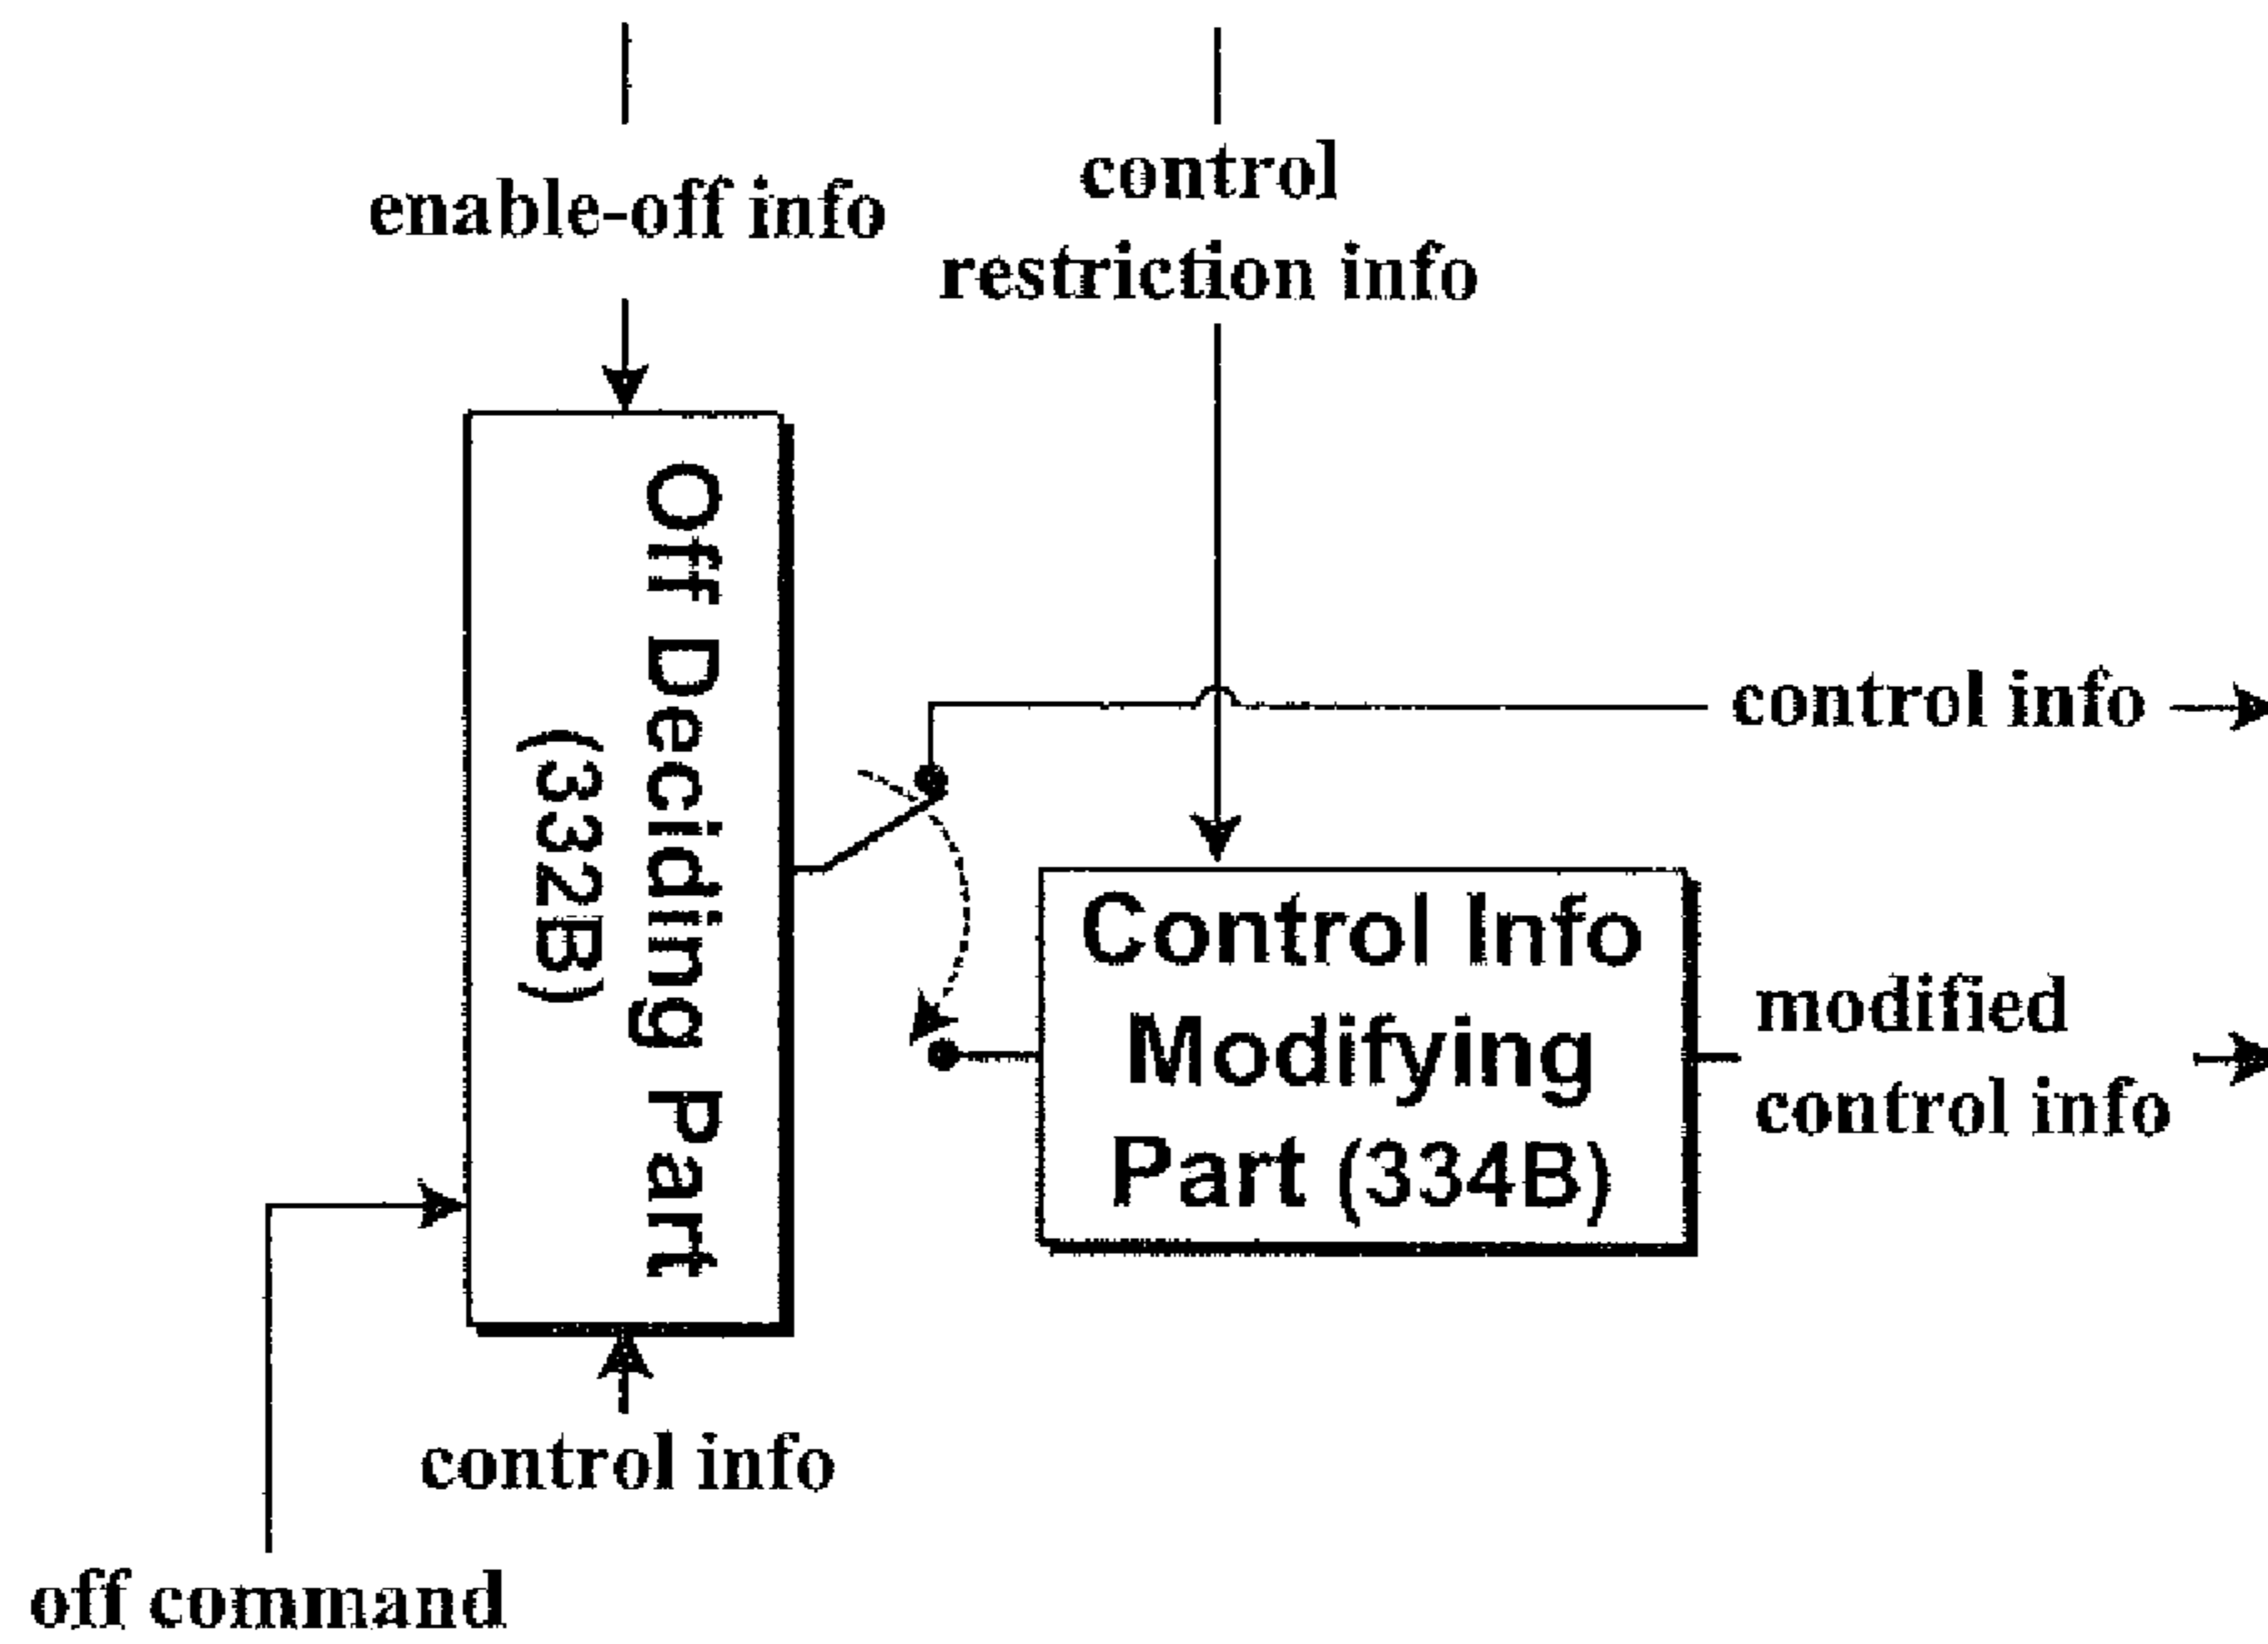 enable-off info
control
restriction info
Off Deciding Part
(332B)
control info
Control Info
Modifying
Part (334B)
modified
control info
control info
off command